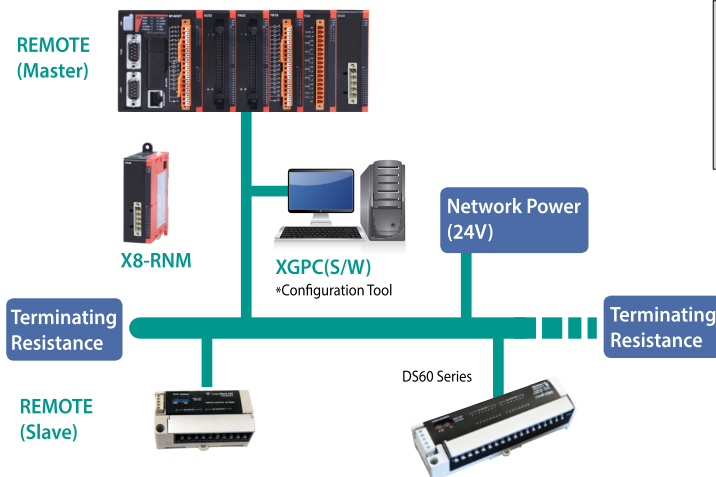 REMOTE
(Master)
X8-RNM
XGPC(S/W)
*Configuration Tool
Network Power
(24V)
Terminating
Resistance
Terminating
Resistance
DS60 Series
REMOTE
(Slave)